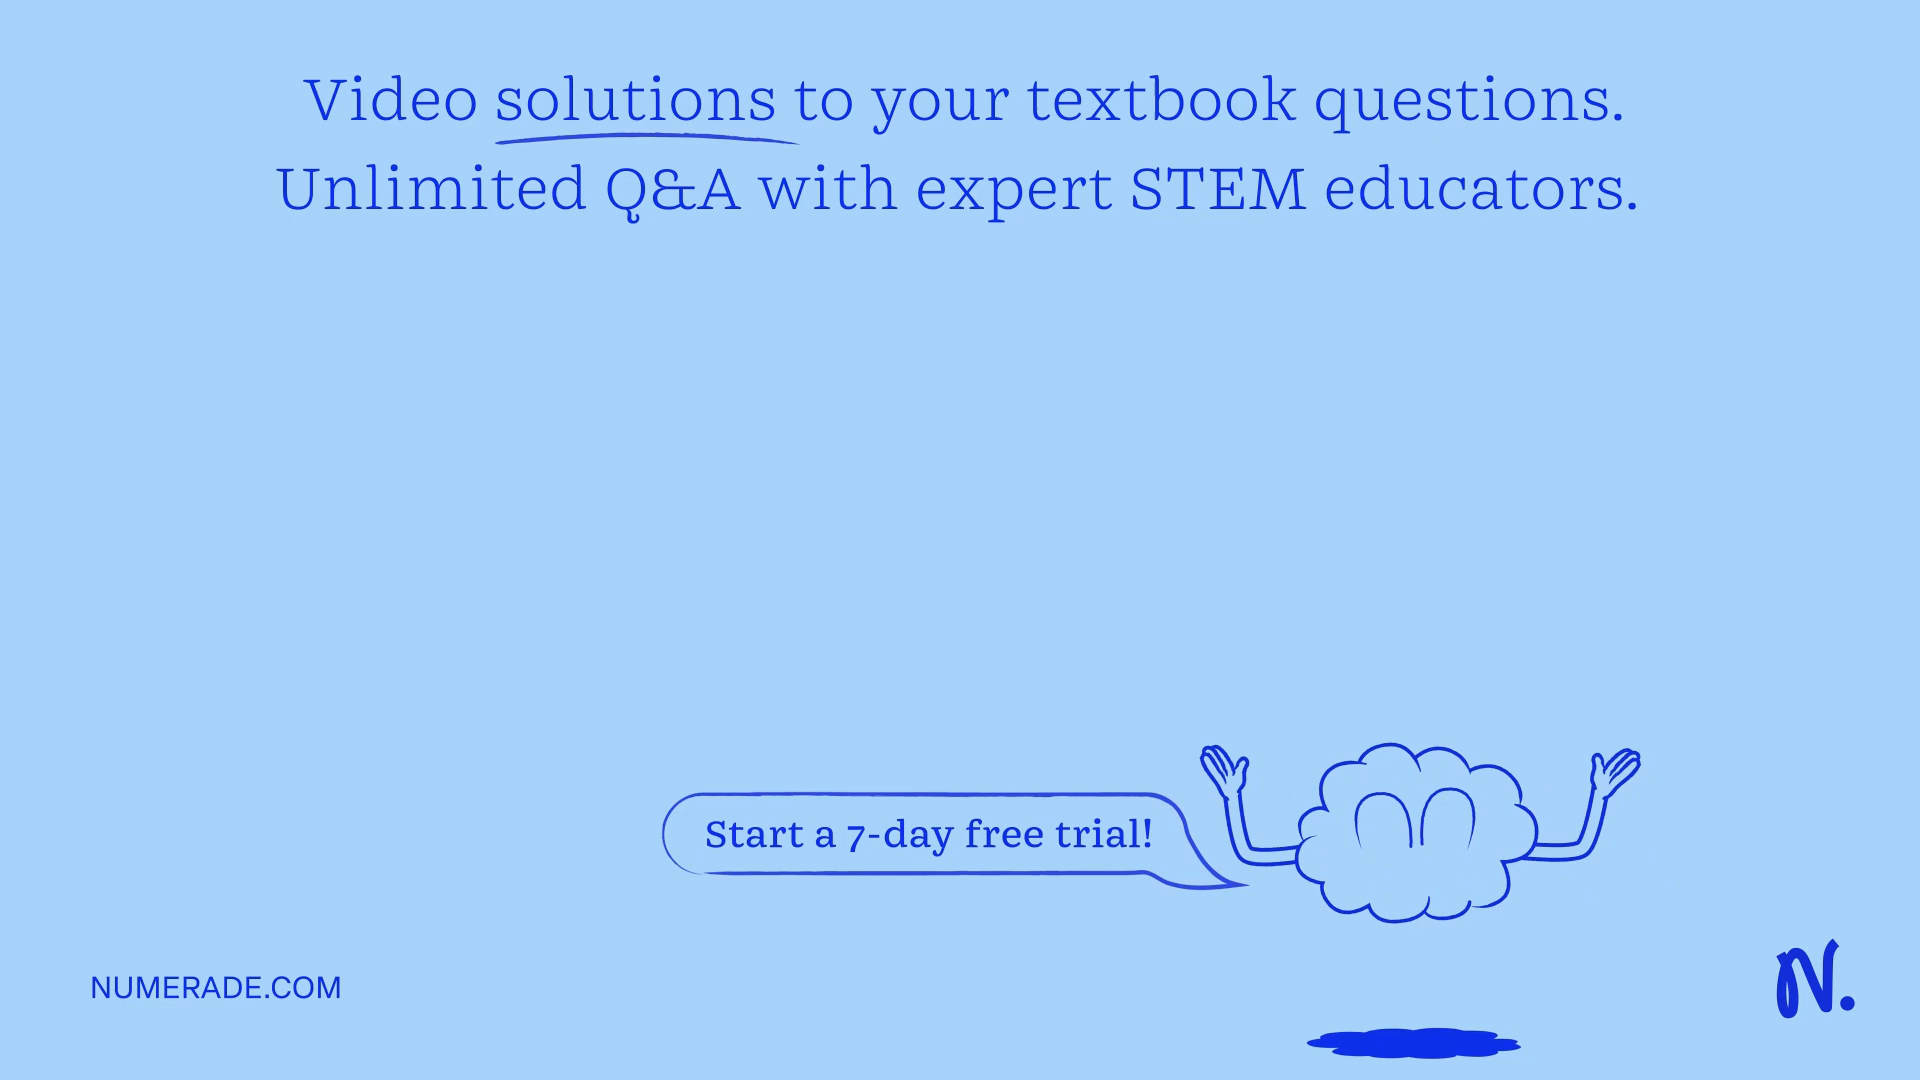 Video solutions to your textbook questions.
Unlimited Q&A with expert STEM educators.
Start a 7-day free trial!
NUMERADE.COM
N.